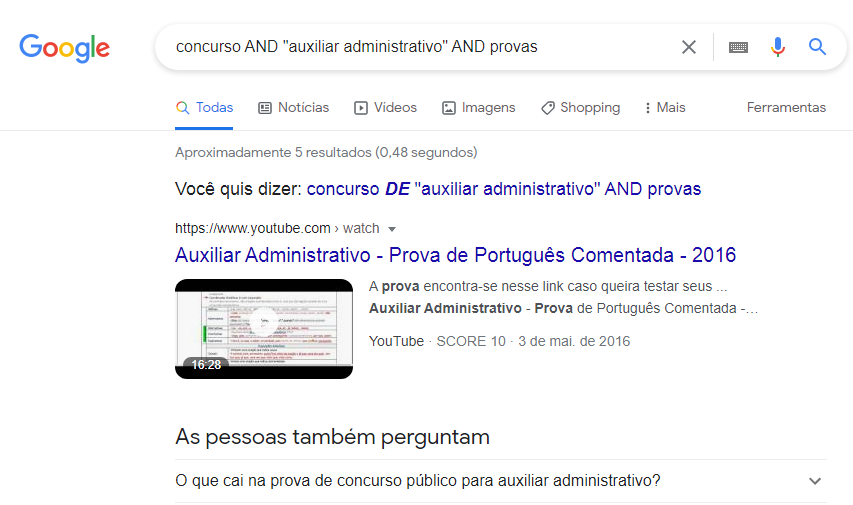 Google
concurso AND "auxiliar administrativo" AND provas
Todas Notícias Vídeos Imagens Shopping Mais Ferramentas
Aproximadamente 5 resultados (0,48 segundos)
Você quis dizer: concurso DE "auxiliar administrativo" AND provas
https://www.youtube.com › watch
Auxiliar Administrativo - Prova de Português Comentada - 2016
A prova encontra-se nesse link caso queira testar seus ...
Auxiliar Administrativo - Prova de Português Comentada -...
YouTube · SCORE 10 · 3 de mai. de 2016
16:28
As pessoas também perguntam
O que cai na prova de concurso público para auxiliar administrativo?